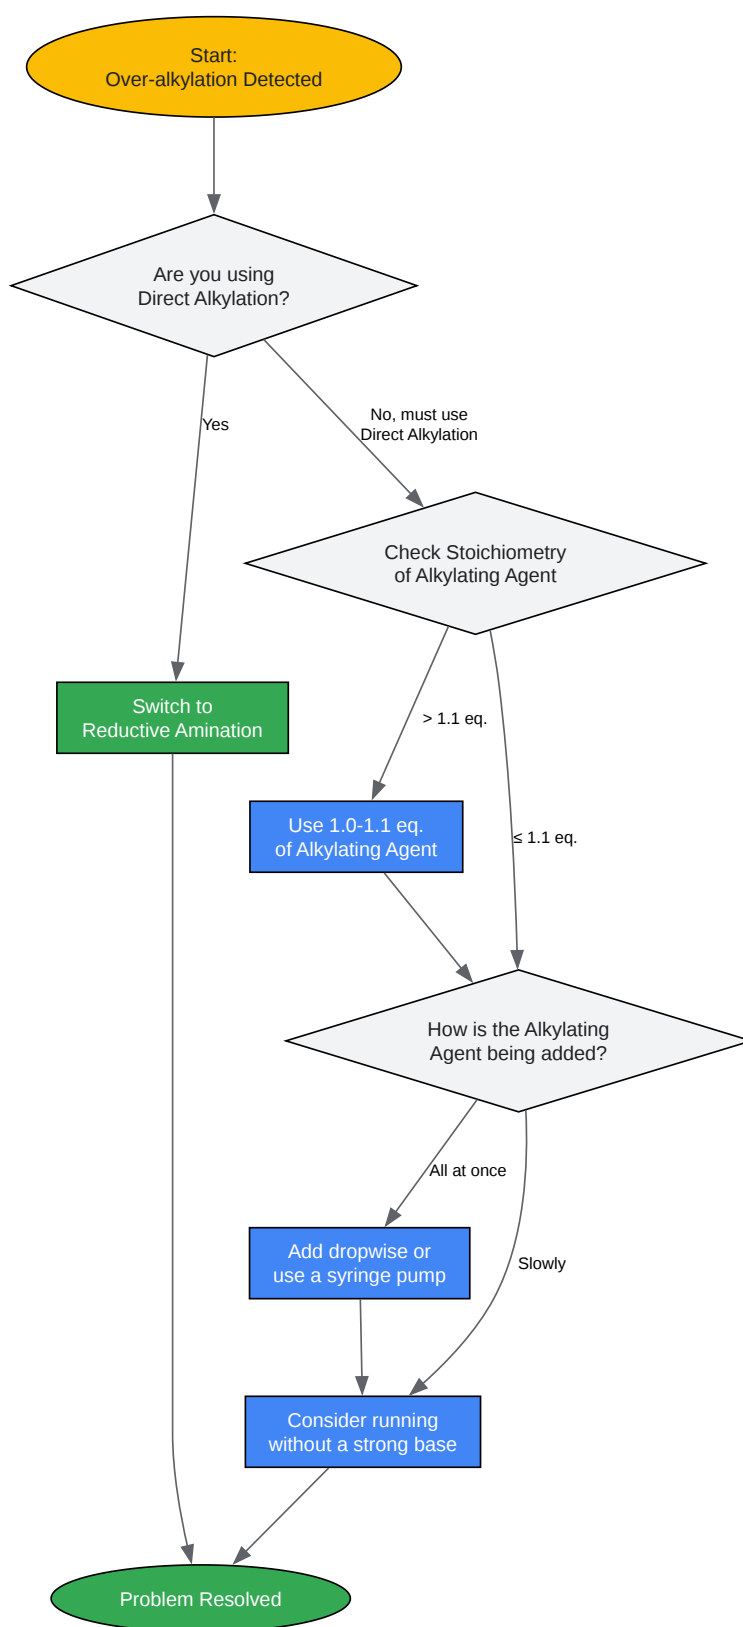 Start:
Over-alkylation Detected
Are you using
Direct Alkylation?
Yes
No, must use
Direct Alkylation
Check Stoichiometry
of Alkylating Agent
Switch to
Reductive Amination
> 1.1 eq.
Use 1.0-1.1 eq.
of Alkylating Agent
≤ 1.1 eq.
How is the Alkylating
Agent being added?
All at once
Add dropwise or
use a syringe pump
Slowly
Consider running
without a strong base
Problem Resolved